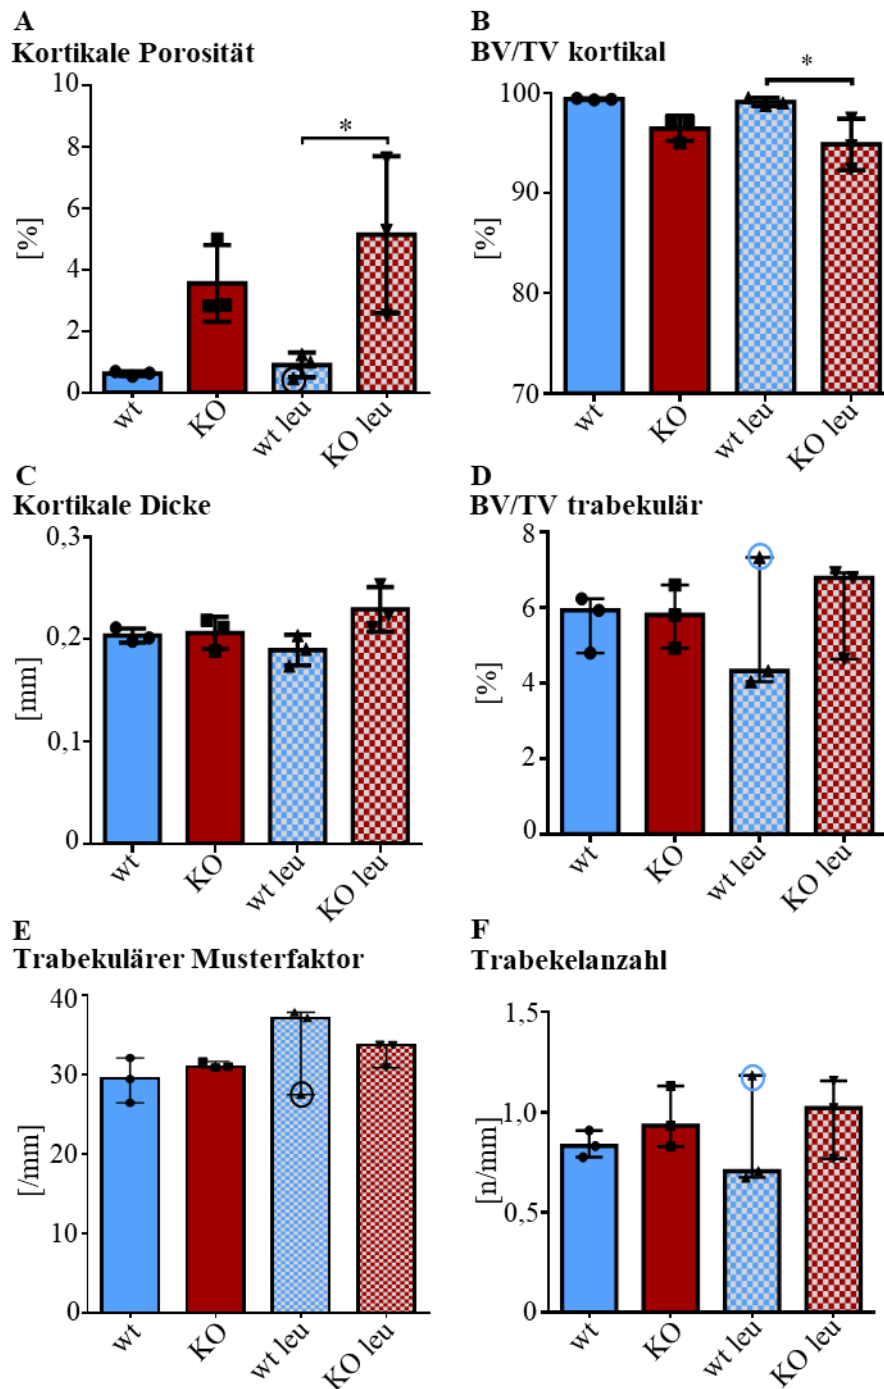 A
Kortikale Porosität
10
8
6
4
2
0
[%]
*
wt
KO
wt leu
KO leu
B
BV/TV kortikal
100
90
80
70
[%]
*
wt
KO
wt leu
KO leu
C
Kortikale Dicke
0,3
0,2
0,1
0
[mm]
wt
KO
wt leu
KO leu
D
BV/TV trabekulär
8
6
4
2
0
[%]
wt
KO
wt leu
KO leu
E
Trabekulärer Musterfaktor
40
30
20
10
0
[/mm]
wt
KO
wt leu
KO leu
F
Trabekelanzahl
1,5
1,0
0,5
0
[n/mm]
wt
KO
wt leu
KO leu